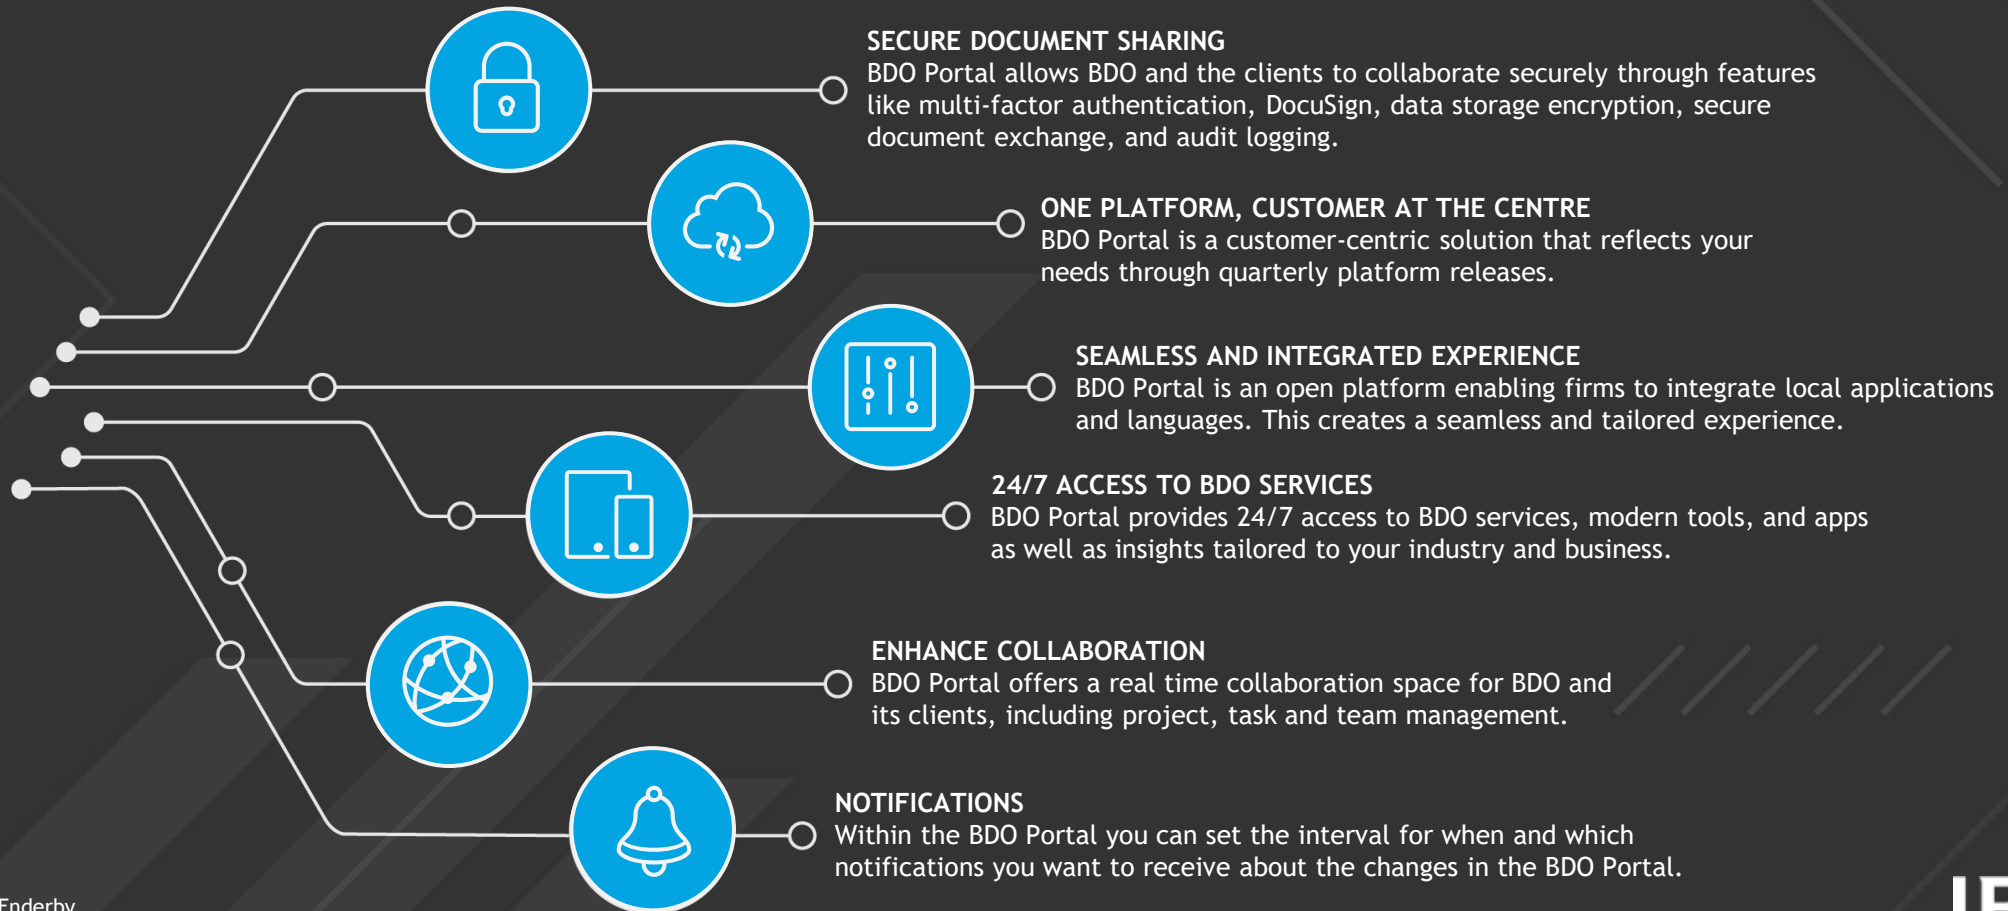 SECURE DOCUMENT SHARING
BDO Portal allows BDO and the clients to collaborate securely through features
like multi-factor authentication, DocuSign, data storage encryption, secure
document exchange, and audit logging.
ONE PLATFORM, CUSTOMER AT THE CENTRE
BDO Portal is a customer-centric solution that reflects your
needs through quarterly platform releases.
SEAMLESS AND INTEGRATED EXPERIENCE
BDO Portal is an open platform enabling firms to integrate local applications
and languages. This creates a seamless and tailored experience.
24/7 ACCESS TO BDO SERVICES
BDO Portal provides 24/7 access to BDO services, modern tools, and apps
as well as insights tailored to your industry and business.
ENHANCE COLLABORATION
BDO Portal offers a real time collaboration space for BDO and
its clients, including project, task and team management.
NOTIFICATIONS
Within the BDO Portal you can set the interval for when and which
notifications you want to receive about the changes in the BDO Portal.
Enderby